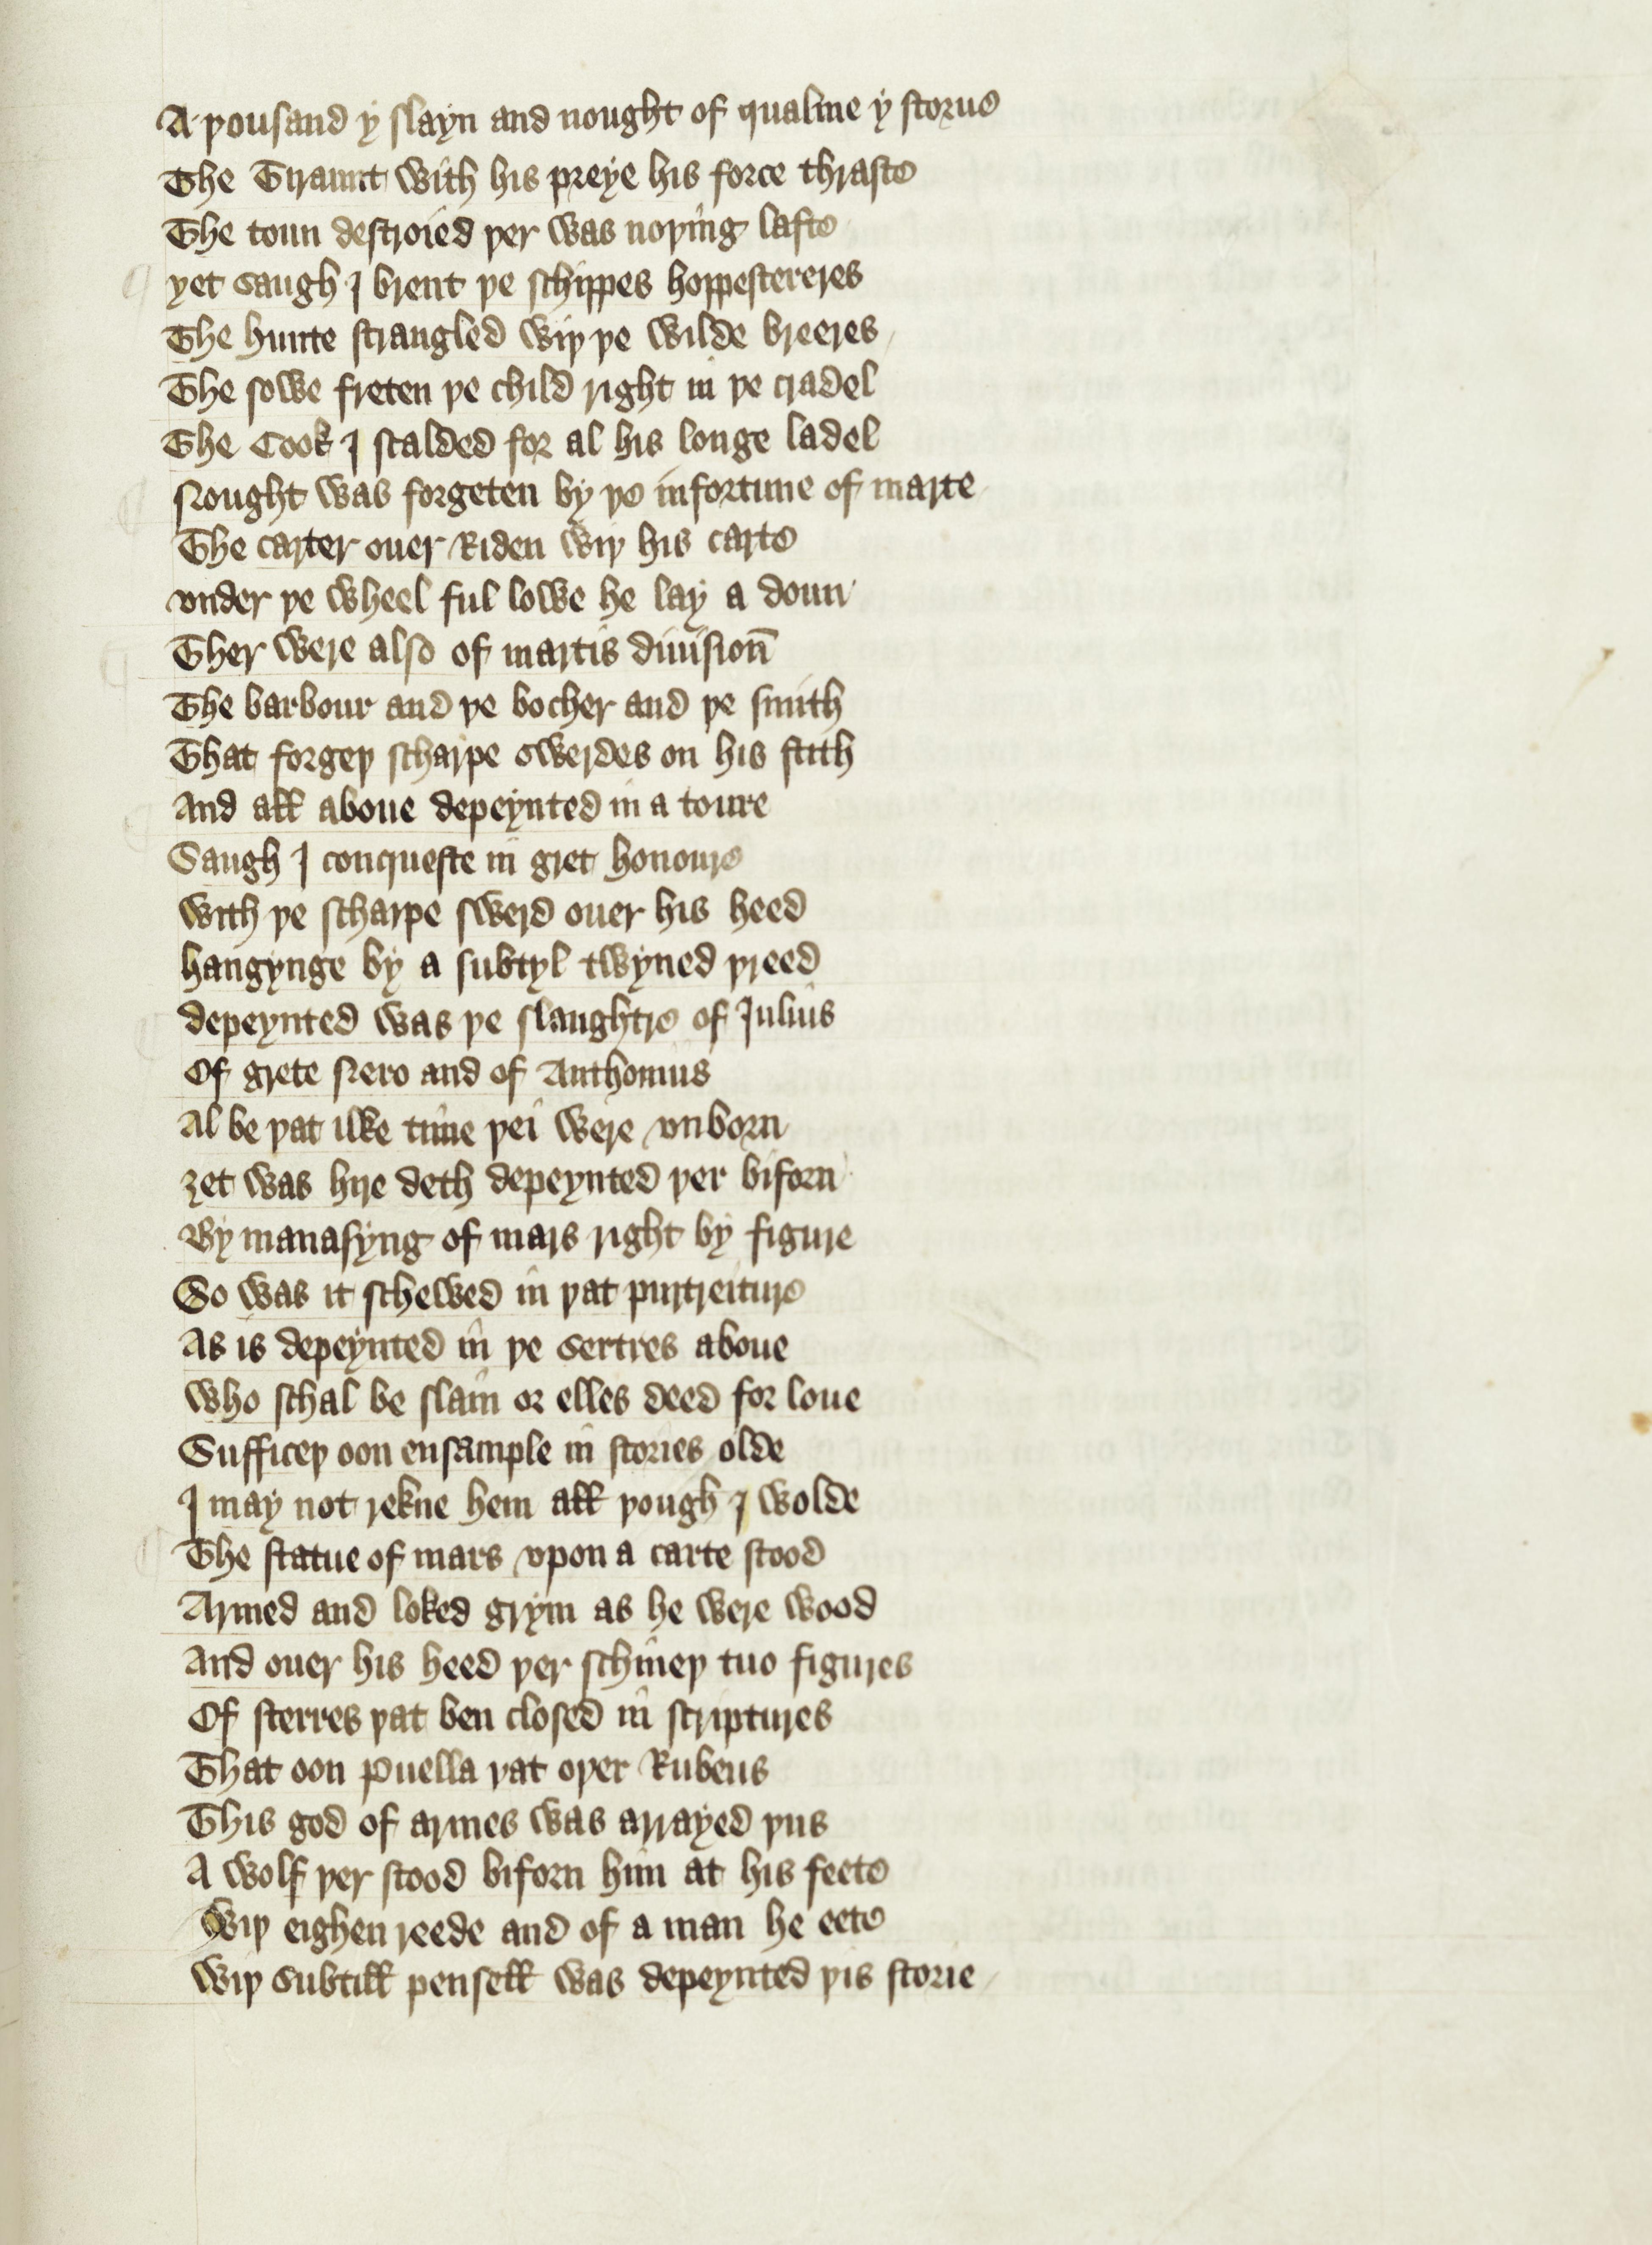 A þousand y slayn and nought of qualme y storue
The Tiraunt with his preye his force thraste
The toun destroied þer was noþing lafte
yet saugh I brent þe schippes hoppestereres
The hunte strangled wiþ þe wilde breeres
The sowe freten þe child right in þe cradel
The Cook I scalded for al his longe ladel
Nought was forgeten by þe infortune of marte
The carter ouer Riden wiþ his carte
vnder þe wheel ful lowe he lay a doun
Ther were also of martis diuisioñ
The barbour and þe bocher and þe smith
That forgeþ scharpe swerdes on his stith
And all aboue depeynted in a toure
Saugh I conqueste in gret honoure
with þe scharpe swerd ouer his heed
hangynge by a subtyl twyned þreed
depeynted was þe slaughtre of Julius
Of grete Nero and of Anthonius
Al be þat ilke time þei were vnborn
ȝet was hire deth depeynted þer biforn
By manasyng of mars right by figure
So was it schewed in þat purtreiture
As is depeynted in þe sertres aboue
who schal be slain or elles deed for loue
Sufficeþ oon ensample in stories olde
I may not rekne hem all þough I wolde
The statue of mars vpon a carte stood
Armed and loked grym as he were wood
And ouer his heed þer schineþ tuo figures
Of sterres þat ben closed in scriptures
That oon Puella þat oþer Rubeus
This god of armes was arrayed þus
A wolf þer stood biforn him at his feete
Wiþ eighen reede and of a man he eete
Wiþ subtill pensell was depeynted þis storie